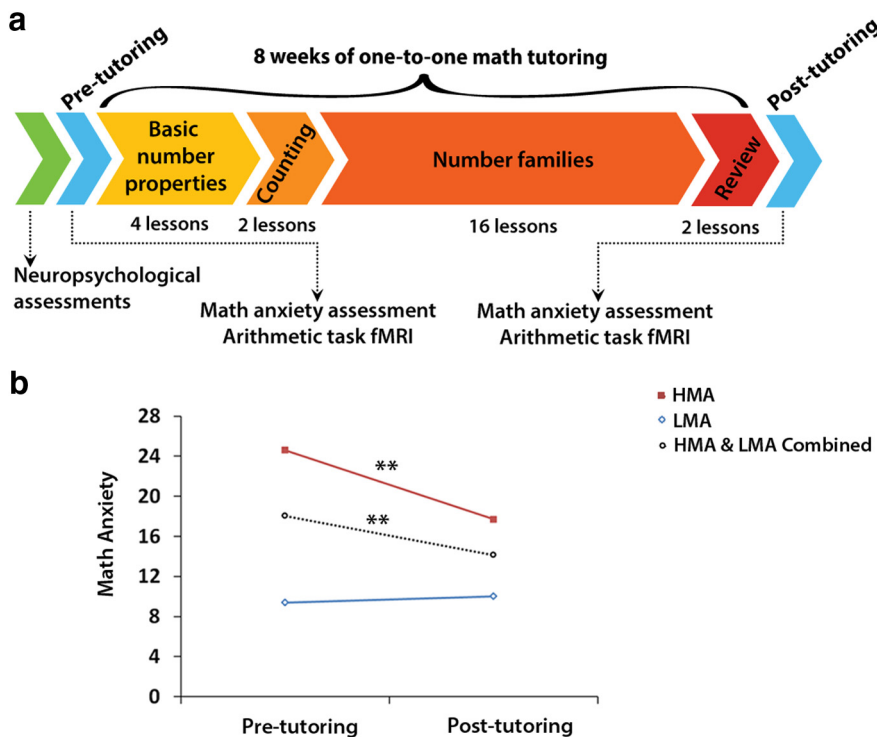 a
Pre-tutoring
8 weeks of one-to-one math tutoring
Post-tutoring
Basic
number
properties
Counting
Number families
Review
4 lessons
2 lessons
16 lessons
2 lessons
Neuropsychological
assessments
Math anxiety assessment
Arithmetic task fMRI
Math anxiety assessment
Arithmetic task fMRI
b
Math Anxiety
28
24
20
16
12
8
4
0
**
**
Pre-tutoring
Post-tutoring
HMA
LMA
HMA & LMA Combined